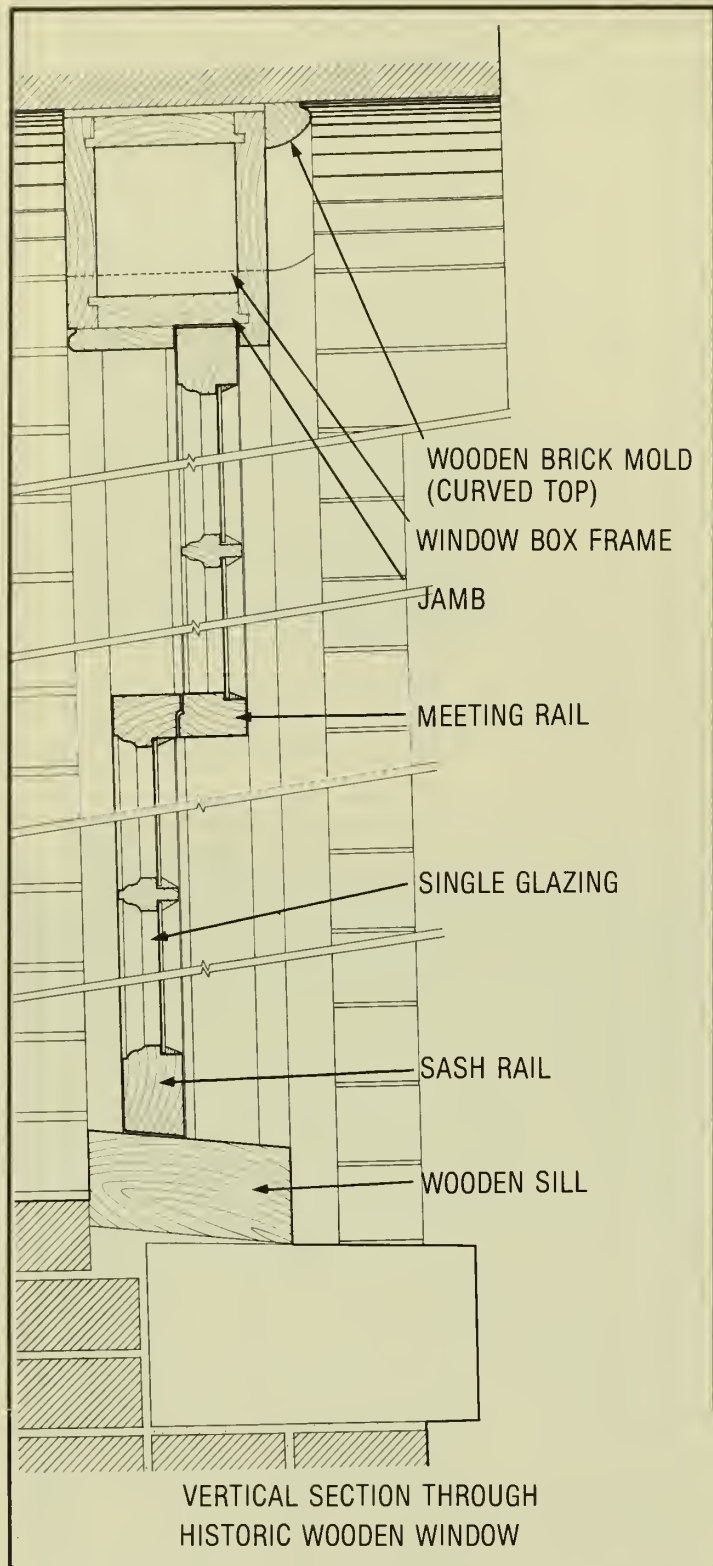 WOODEN BRICK MOLD
(CURVED TOP)
WINDOW BOX FRAME
JAMB
MEETING RAIL
SINGLE GLAZING
SASH RAIL
WOODEN SILL
VERTICAL SECTION THROUGH
HISTORIC WOODEN WINDOW